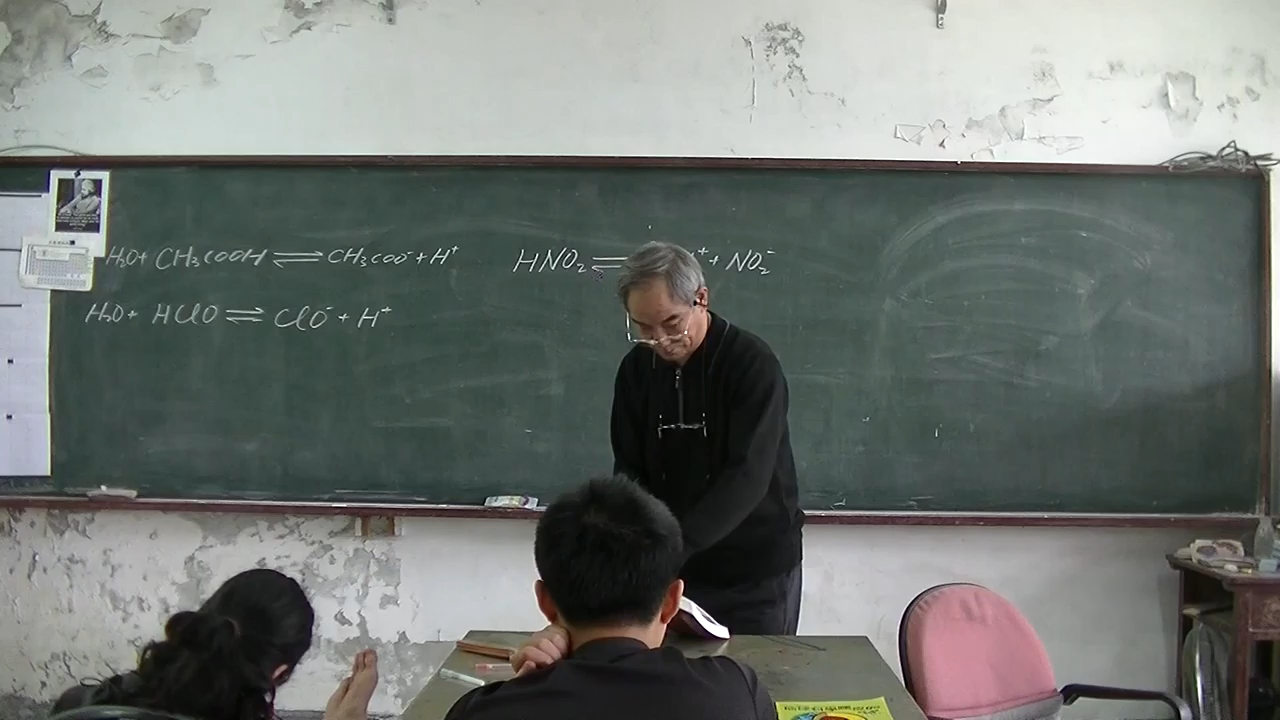 H₂O + CH₃COOH ⇌ CH₃COO⁻ + H⁺
H₂O + HClO ⇌ ClO⁻ + H⁺
HNO₂ ⇌ ⁺ + NO₂⁻